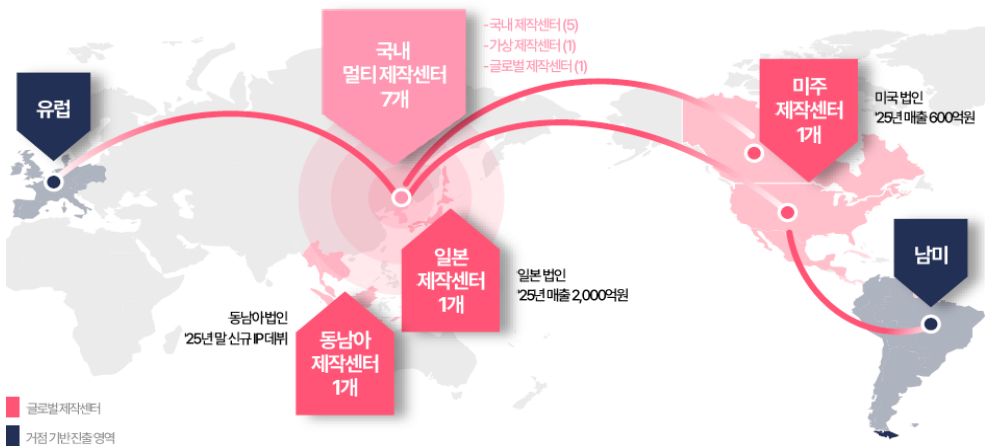 국내
멀티 제작센터
7개
- 국내 제작센터 (5)
- 가상 제작센터 (1)
- 글로벌 제작센터 (1)
유럽
미주
제작센터
1개
미국 법인
'25년 매출 600억원
일본
제작센터
1개
일본 법인
'25년 매출 2,000억원
남미
동남아 법인
'25년 말 신규 IP 데뷔
동남아
제작센터
1개
글로벌 제작센터
거점 기반 진출 영역